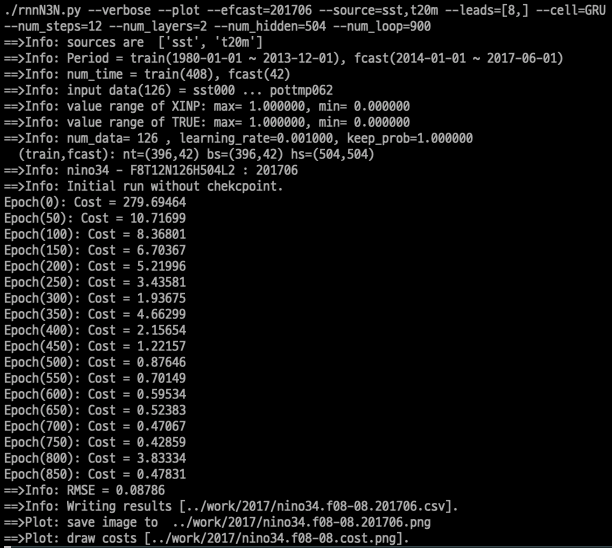 ./rnnN3N.py --verbose --plot --efcast=201706 --source=sst,t20m --leads=[8,] --cell=GRU
--num_steps=12 --num_layers=2 --num_hidden=504 --num_loop=900
==>Info: sources are  ['sst', 't20m']
==>Info: Period = train(1980-01-01 ~ 2013-12-01), fcast(2014-01-01 ~ 2017-06-01)
==>Info: num_time = train(408), fcast(42)
==>Info: input data(126) = sst000 ... pottmp062
==>Info: value range of XINP: max= 1.000000, min= 0.000000
==>Info: value range of TRUE: max= 1.000000, min= 0.000000
==>Info: num_data= 126 , learning_rate=0.001000, keep_prob=1.000000
  (train,fcast): nt=(396,42) bs=(396,42) hs=(504,504)
==>Info: nino34 - F8T12N126H504L2 : 201706
==>Info: Initial run without chekcpoint.
Epoch(0): Cost = 279.69464
Epoch(50): Cost = 10.71699
Epoch(100): Cost = 8.36801
Epoch(150): Cost = 6.70367
Epoch(200): Cost = 5.21996
Epoch(250): Cost = 3.43581
Epoch(300): Cost = 1.93675
Epoch(350): Cost = 4.66299
Epoch(400): Cost = 2.15654
Epoch(450): Cost = 1.22157
Epoch(500): Cost = 0.87646
Epoch(550): Cost = 0.70149
Epoch(600): Cost = 0.59534
Epoch(650): Cost = 0.52383
Epoch(700): Cost = 0.47067
Epoch(750): Cost = 0.42859
Epoch(800): Cost = 3.83334
Epoch(850): Cost = 0.47831
==>Info: RMSE = 0.08786
==>Info: Writing results [../work/2017/nino34.f08-08.201706.csv].
==>Plot: save image to  ../work/2017/nino34.f08-08.201706.png
==>Plot: draw costs [../work/2017/nino34.f08-08.cost.png].